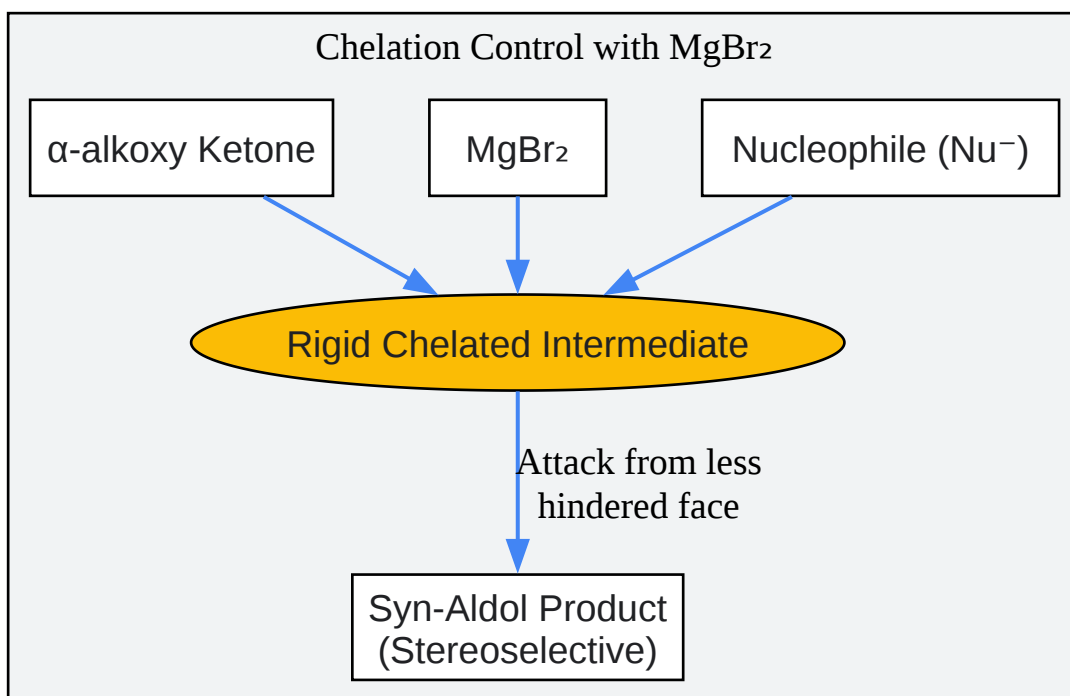 Chelation Control with MgBr₂
α-alkoxy Ketone
MgBr₂
Nucleophile (Nu⁻)
Rigid Chelated Intermediate
Attack from less
hindered face
Syn-Aldol Product
(Stereoselective)